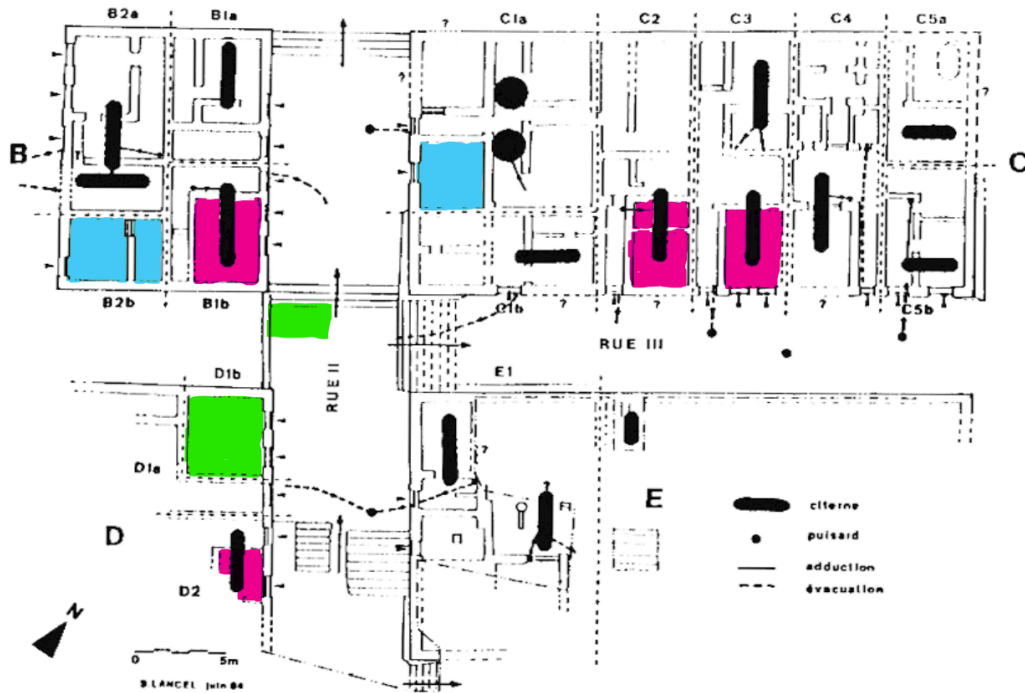 B2a B1a C1a C2 C3 C4 C5a
? ?
?
B C
B2b B1b C1b ? ? ? C5b
RUE II
RUE III
D1b E1
D1a ?
?
D E
D2
citerne
puisard
adduction
évacuation
N
0 5m
S. LANCEL juin 84